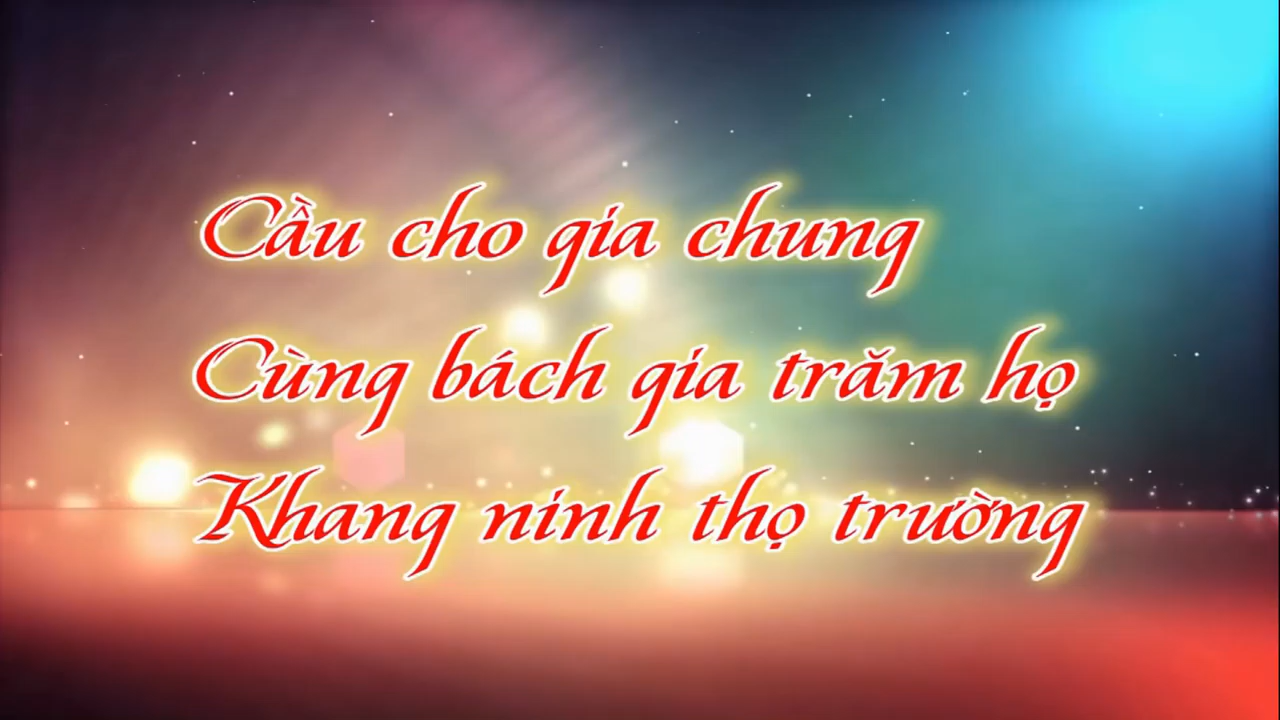 Cầu cho gia chung
Cùng bách gia trăm họ
Khang ninh thọ trường